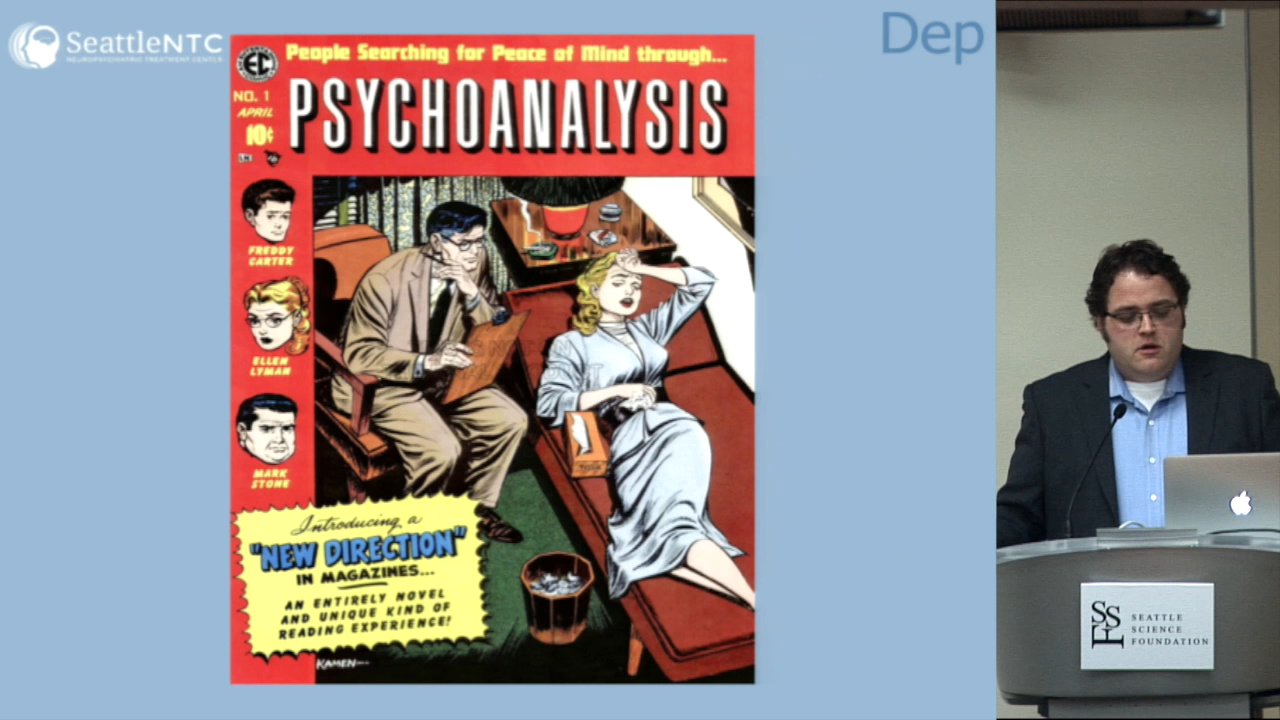 SeattleNTC
NEUROPSYCHIATRIC TREATMENT CENTER
Dep
EC
People Searching for Peace of Mind through...
NO. 1
APRIL
10¢
PSYCHOANALYSIS
FREDDY
CARTER
ELLEN
LYMAN
MARK
STONE
Introducing a
"NEW DIRECTION"
IN MAGAZINES...
AN ENTIRELY NOVEL
AND UNIQUE KIND OF
READING EXPERIENCE!
KAMEN
SSF
SEATTLE
SCIENCE
FOUNDATION